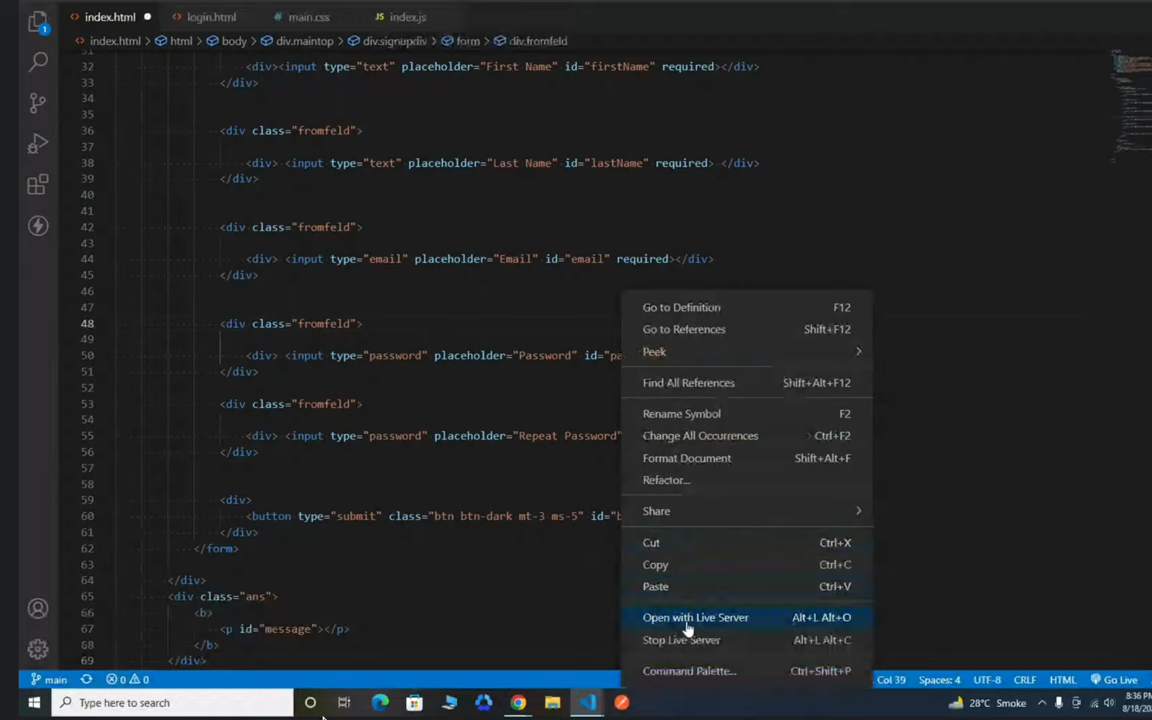 index.html
login.html
main.css
JS index.js
index.html > html > body > div.maintop > div.signupdiv > form > div.fromfeld
31
32 <div><input type="text" placeholder="First Name" id="firstName" required></div>
33 </div>
34
35
36 <div class="fromfeld">
37
38 <div> <input type="text" placeholder="Last Name" id="lastName" required> </div>
39 </div>
40
41
42 <div class="fromfeld">
43
44 <div> <input type="email" placeholder="Email" id="email" required></div>
45 </div>
46
47
48 <div class="fromfeld">
49
50 <div> <input type="password" placeholder="Password" id="pa
51 </div>
52
53 <div class="fromfeld">
54
55 <div> <input type="password" placeholder="Repeat Password"
56 </div>
57
58
59 <div>
60 <button type="submit" class="btn btn-dark mt-3 ms-5" id="b
61 </div>
62 </form>
63
64 </div>
65 <div class="ans">
66 <b>
67 <p id="message"></p>
68 </b>
69 </div>
Go to Definition F12
Go to References Shift+F12
Peek >
Find All References Shift+Alt+F12
Rename Symbol F2
Change All Occurrences Ctrl+F2
Format Document Shift+Alt+F
Refactor...
Share >
Cut Ctrl+X
Copy Ctrl+C
Paste Ctrl+V
Open with Live Server Alt+L Alt+O
Stop Live Server Alt+L Alt+C
Command Palette... Ctrl+Shift+P
1
main 0 0 Col 39 Spaces: 4 UTF-8 CRLF HTML Go Live
Type here to search
28°C Smoke
8:36 PM